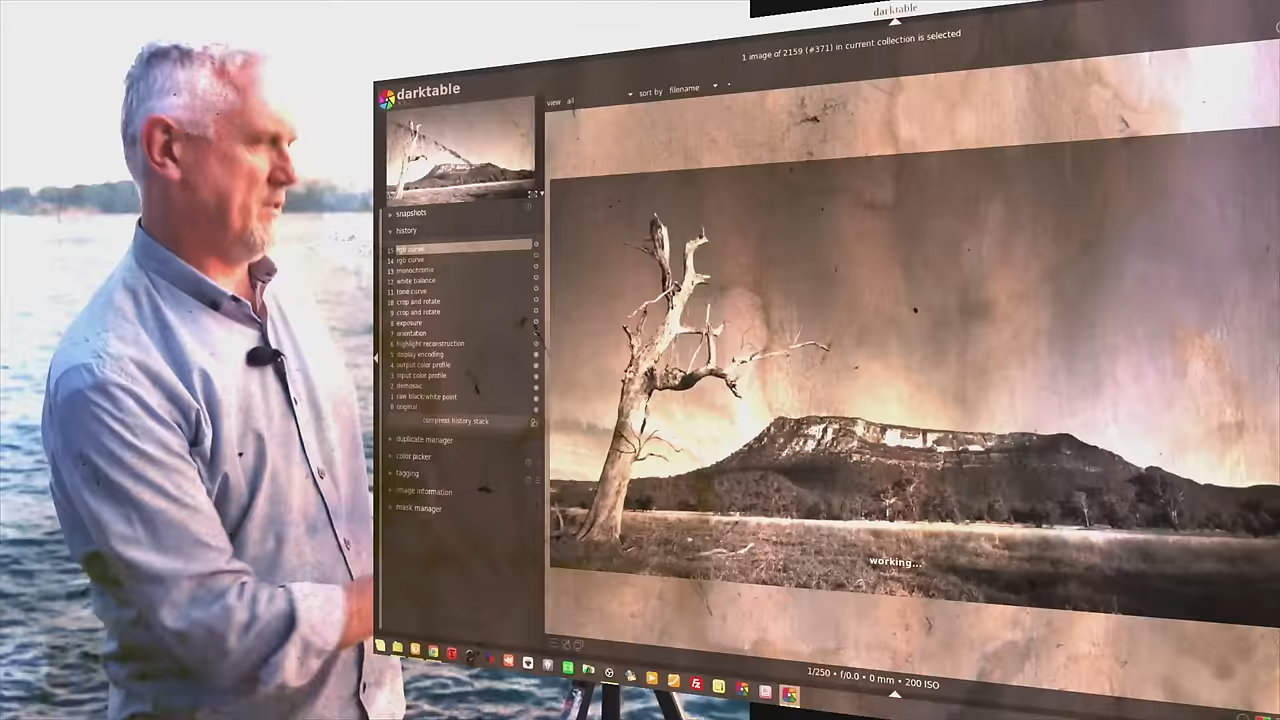 darktable
1 image of 2159 (#371) in current collection is selected
darktable
view all
sort by filename
snapshots
history
15 rgb curve
14 rgb curve
13 monochrome
12 white balance
11 tone curve
10 crop and rotate
9 crop and rotate
8 exposure
7 orientation
6 highlight reconstruction
5 display encoding
4 output color profile
3 input color profile
2 demosaic
1 raw black/white point
0 original
compress history stack
duplicate manager
color picker
tagging
image information
mask manager
working...
1/250 • f/0.0 • 0 mm • 200 ISO